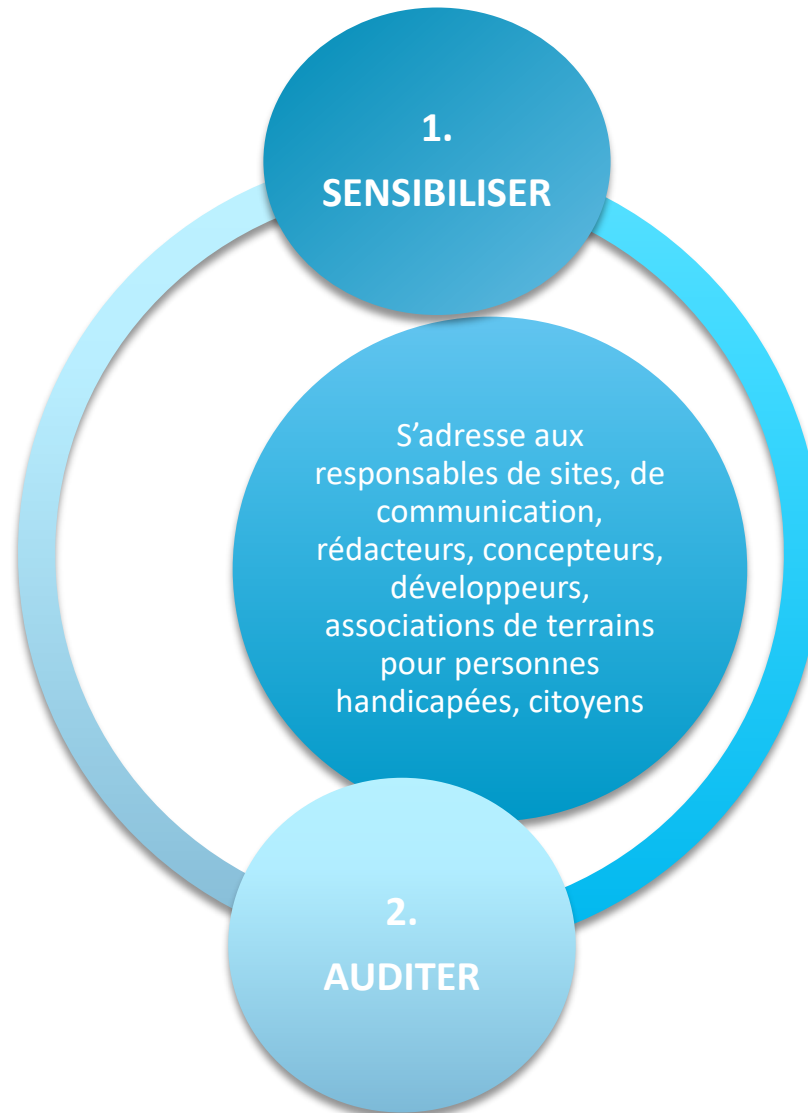 1.
SENSIBILISER
S’adresse aux
responsables de sites, de
communication,
rédacteurs, concepteurs,
développeurs,
associations de terrains
pour personnes
handicapées, citoyens
2.
AUDITER